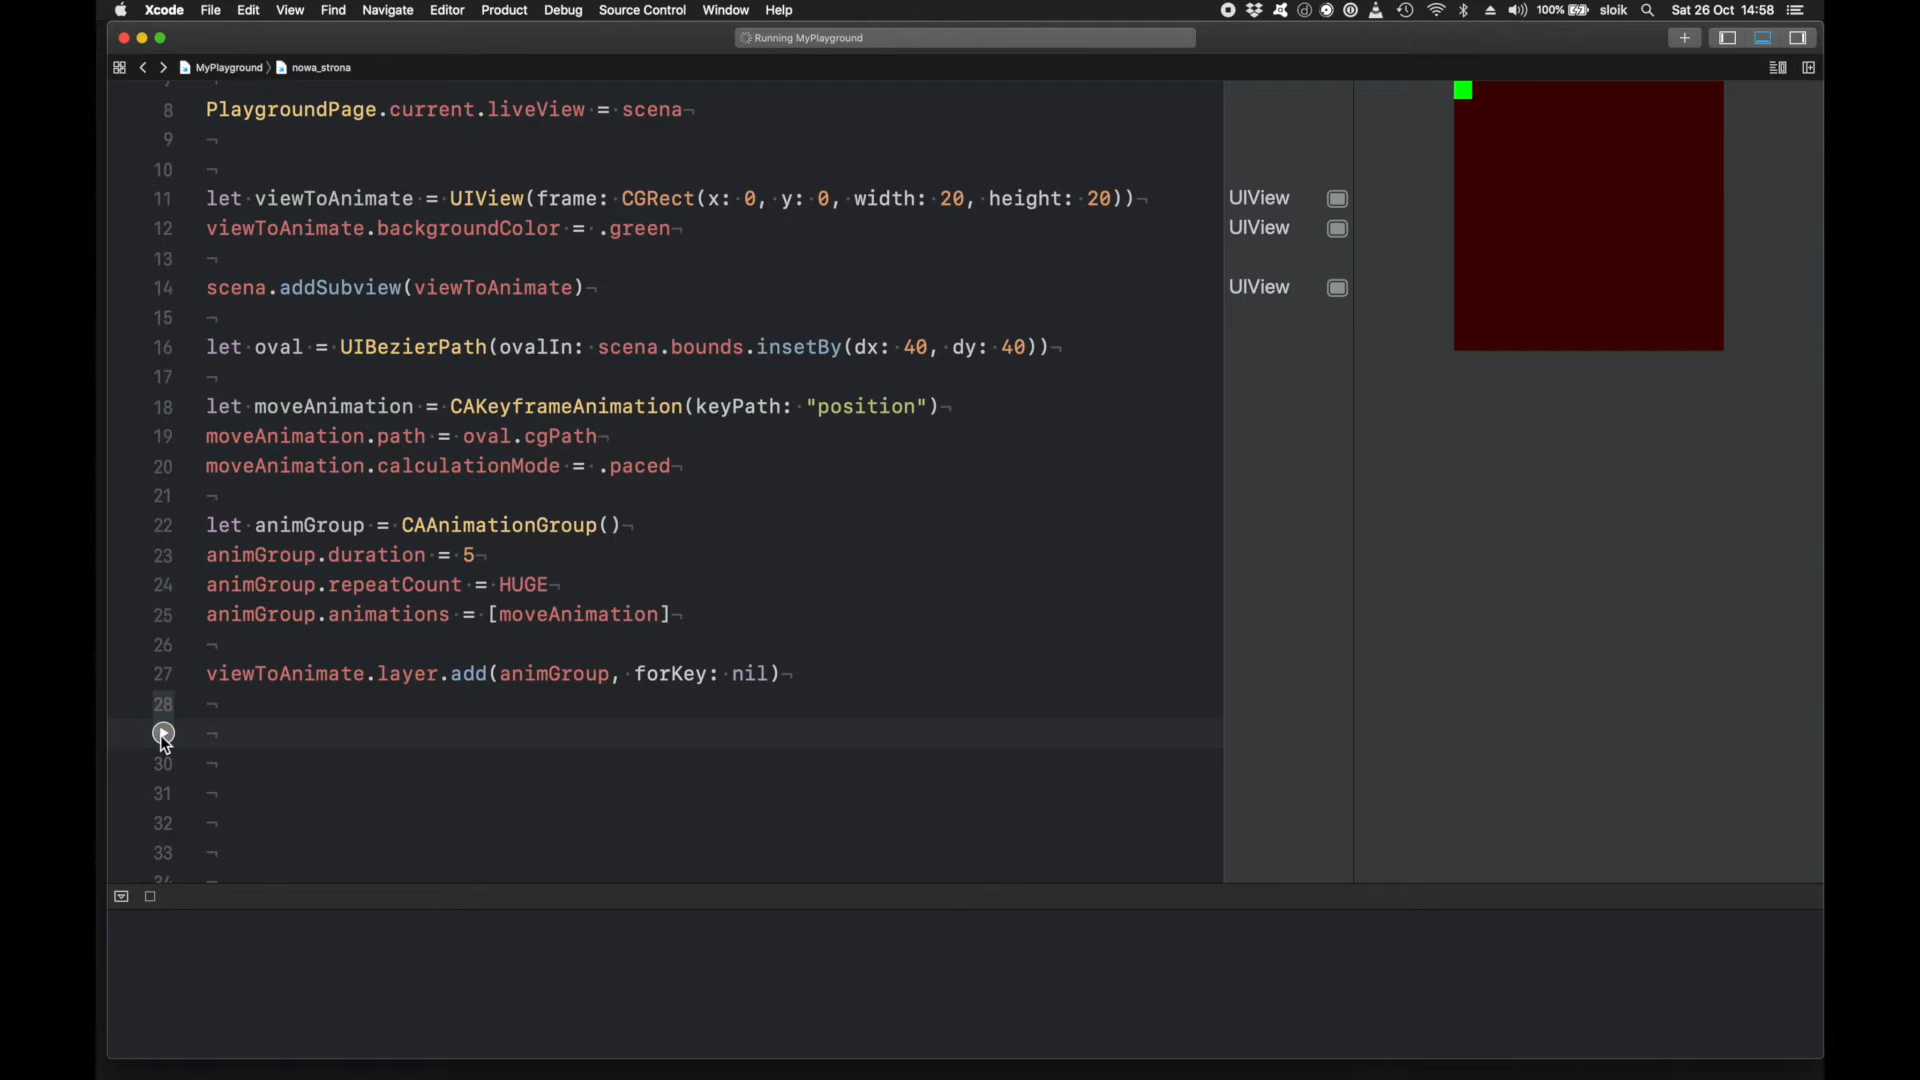 Xcode File Edit View Find Navigate Editor Product Debug Source Control Window Help 100% sloik Sat 26 Oct 14:58
Running MyPlayground
MyPlayground nowa_strona
8 PlaygroundPage.current.liveView = scena¬
9 ¬
10 ¬
11 let viewToAnimate = UIView(frame: CGRect(x: 0, y: 0, width: 20, height: 20))¬ UIView
12 viewToAnimate.backgroundColor = .green¬ UIView
13 ¬
14 scena.addSubview(viewToAnimate)¬ UIView
15 ¬
16 let oval = UIBezierPath(ovalIn: scena.bounds.insetBy(dx: 40, dy: 40))¬
17 ¬
18 let moveAnimation = CAKeyframeAnimation(keyPath: "position")¬
19 moveAnimation.path = oval.cgPath¬
20 moveAnimation.calculationMode = .paced¬
21 ¬
22 let animGroup = CAAnimationGroup()¬
23 animGroup.duration = 5¬
24 animGroup.repeatCount = HUGE¬
25 animGroup.animations = [moveAnimation]¬
26 ¬
27 viewToAnimate.layer.add(animGroup, forKey: nil)¬
28 ¬
¬
30 ¬
31 ¬
32 ¬
33 ¬
34